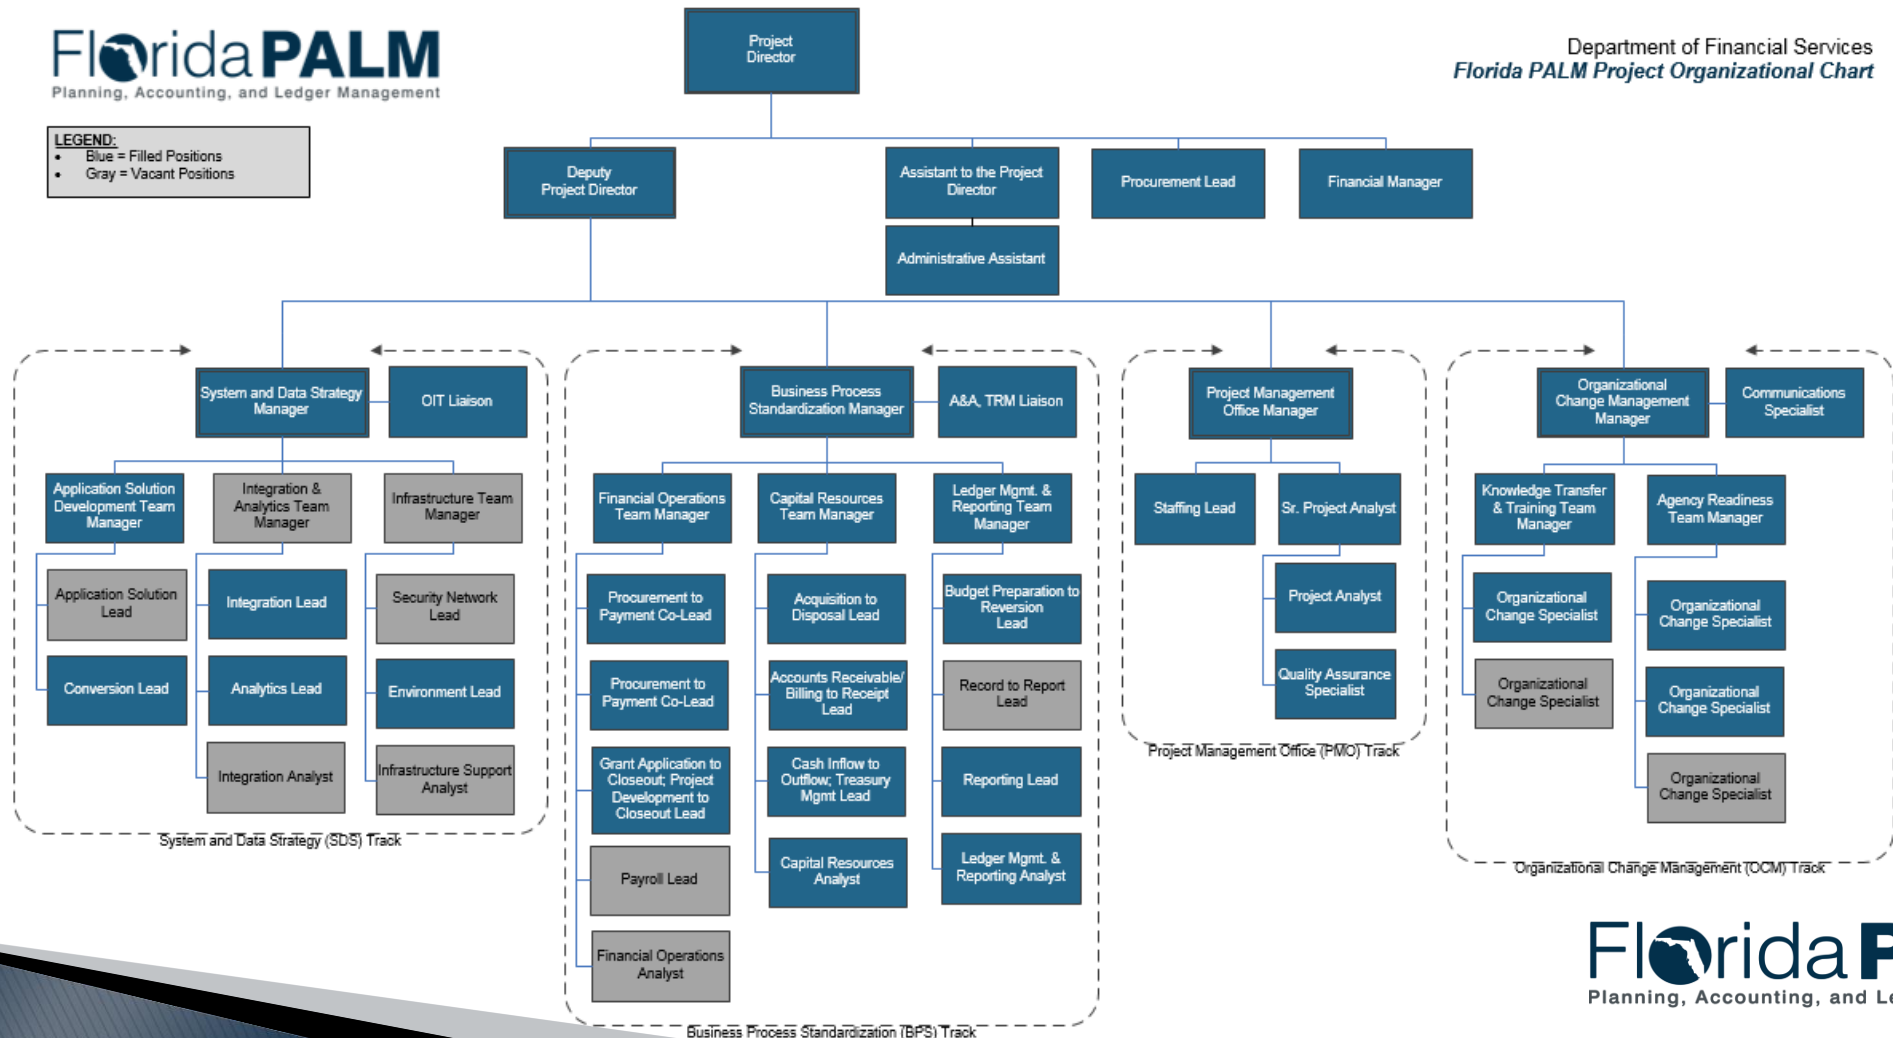 Florida PALM
Planning, Accounting, and Ledger Management
Department of Financial Services
Florida PALM Project Organizational Chart
LEGEND:
• Blue = Filled Positions
• Gray = Vacant Positions
Project
Director
Deputy
Project Director
Assistant to the Project
Director
Procurement Lead
Financial Manager
Administrative Assistant
System and Data Strategy
Manager
OIT Liaison
Application Solution
Development Team
Manager
Integration &
Analytics Team
Manager
Infrastructure Team
Manager
Application Solution
Lead
Conversion Lead
Integration Lead
Analytics Lead
Integration Analyst
Security Network
Lead
Environment Lead
Infrastructure Support
Analyst
System and Data Strategy (SDS) Track
Business Process
Standardization Manager
A&A, TRM Liaison
Financial Operations
Team Manager
Capital Resources
Team Manager
Ledger Mgmt. &
Reporting Team
Manager
Procurement to
Payment Co-Lead
Procurement to
Payment Co-Lead
Grant Application to
Closeout; Project
Development to
Closeout Lead
Payroll Lead
Financial Operations
Analyst
Acquisition to
Disposal Lead
Accounts Receivable/
Billing to Receipt
Lead
Cash Inflow to
Outflow; Treasury
Mgmt Lead
Capital Resources
Analyst
Budget Preparation to
Reversion
Lead
Record to Report
Lead
Reporting Lead
Ledger Mgmt. &
Reporting Analyst
Business Process Standardization (BPS) Track
Project Management
Office Manager
Staffing Lead
Sr. Project Analyst
Project Analyst
Quality Assurance
Specialist
Project Management Office (PMO) Track
Organizational
Change Management
Manager
Communications
Specialist
Knowledge Transfer
& Training Team
Manager
Agency Readiness
Team Manager
Organizational
Change Specialist
Organizational
Change Specialist
Organizational
Change Specialist
Organizational
Change Specialist
Organizational
Change Specialist
Organizational Change Management (OCM) Track
Florida P
Planning, Accounting, and Le